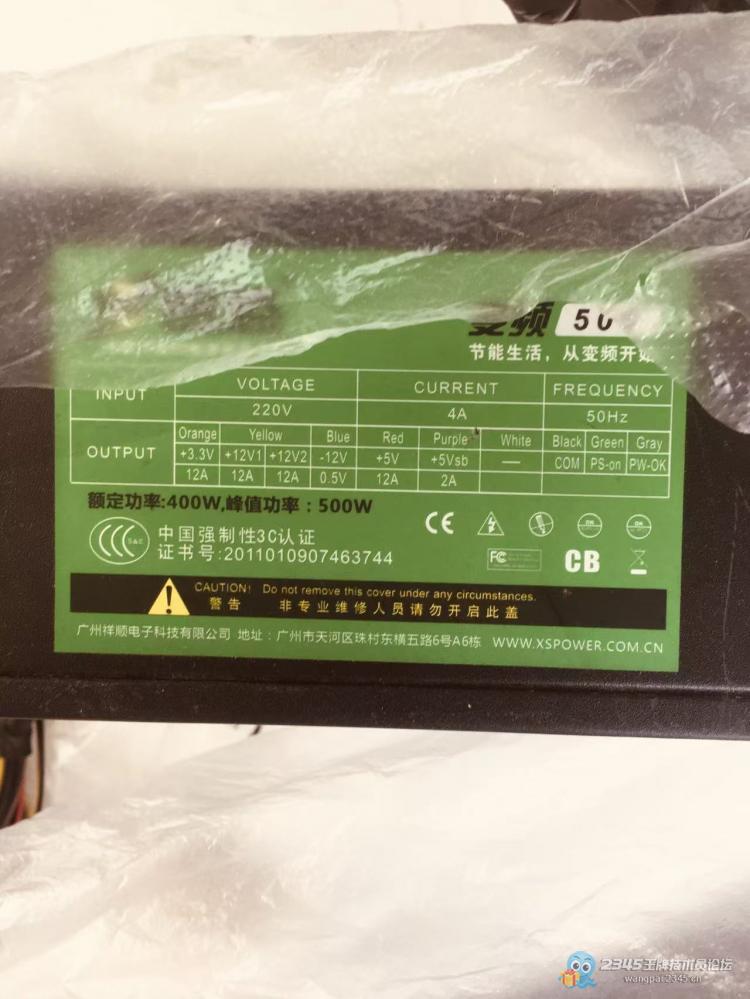 变频 50
节能生活，从变频开始
INPUT VOLTAGE CURRENT FREQUENCY
220V 4A 50Hz
OUTPUT Orange Yellow Blue Red Purple White Black Green Gray
+3.3V +12V1 +12V2 -12V +5V +5Vsb — COM PS-on PW-OK
12A 12A 12A 0.5V 12A 2A
额定功率:400W,峰值功率：500W
S&E
中国强制性3C认证
证书号:2011010907463744
CE
FC CB
CAUTION! Do not remove this cover under any circumstances.
警告 非专业维修人员请勿开启此盖
广州祥顺电子科技有限公司 地址：广州市天河区珠村东横五路6号A6栋 WWW.XSPOWER.COM.CN
2345王牌技术员论坛
wangpai2345.cn